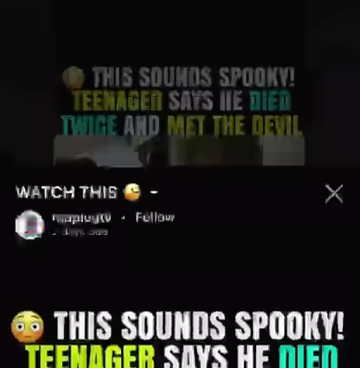 THIS SOUNDS SPOOKY!
TEENAGER SAYS HE DIED
TWICE AND MET THE DEVIL
WATCH THIS -
· Follow
THIS SOUNDS SPOOKY!
TEENAGER SAYS HE DIED